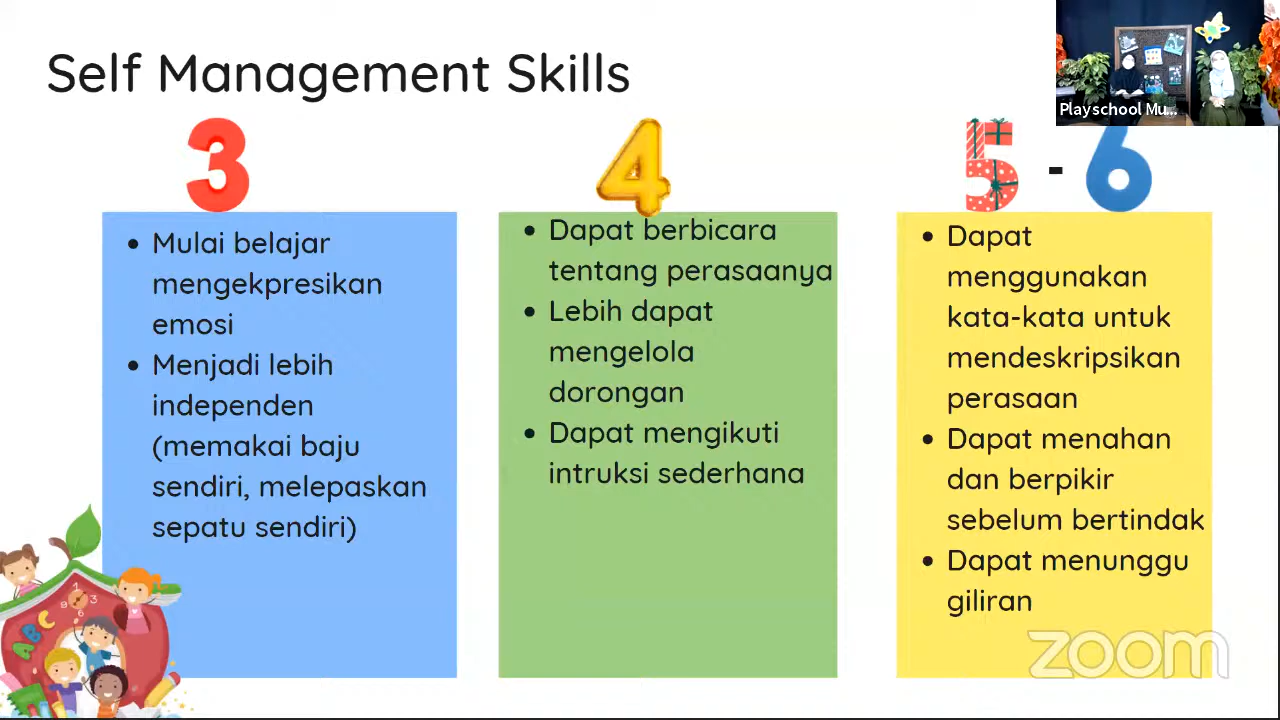 Self Management Skills
Playschool Mu...
3
Mulai belajar
mengekpresikan
emosi
Menjadi lebih
independen
(memakai baju
sendiri, melepaskan
sepatu sendiri)
4
Dapat berbicara
tentang perasaanya
Lebih dapat
mengelola
dorongan
Dapat mengikuti
intruksi sederhana
5 - 6
Dapat
menggunakan
kata-kata untuk
mendeskripsikan
perasaan
Dapat menahan
dan berpikir
sebelum bertindak
Dapat menunggu
giliran
ABC
zoom